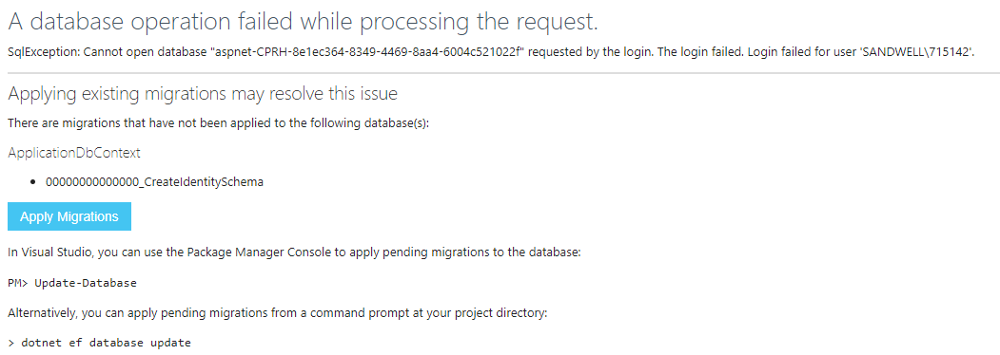 A database operation failed while processing the request.
SqlException: Cannot open database "aspnet-CPRH-8e1ec364-8349-4469-8aa4-6004c521022f" requested by the login. The login failed. Login failed for user 'SANDWELL\715142'.
Applying existing migrations may resolve this issue
There are migrations that have not been applied to the following database(s):
ApplicationDbContext
• 00000000000000_CreateIdentitySchema
Apply Migrations
In Visual Studio, you can use the Package Manager Console to apply pending migrations to the database:
PM> Update-Database
Alternatively, you can apply pending migrations from a command prompt at your project directory:
> dotnet ef database update